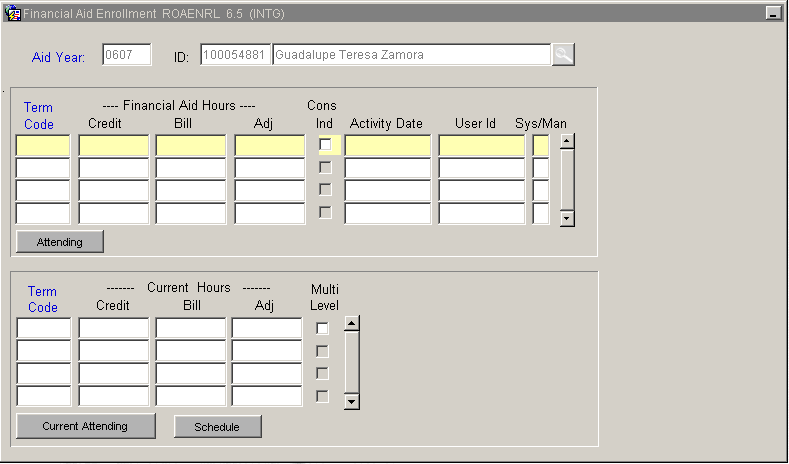 Financial Aid Enrollment ROAENRL 6.5 (INTG)
Aid Year: 0607 ID: 100054881 Guadalupe Teresa Zamora
Term ---- Financial Aid Hours ---- Cons
Code Credit Bill Adj Ind Activity Date User Id Sys/Man
Attending
Term ------- Current Hours ------- Multi
Code Credit Bill Adj Level
Current Attending Schedule